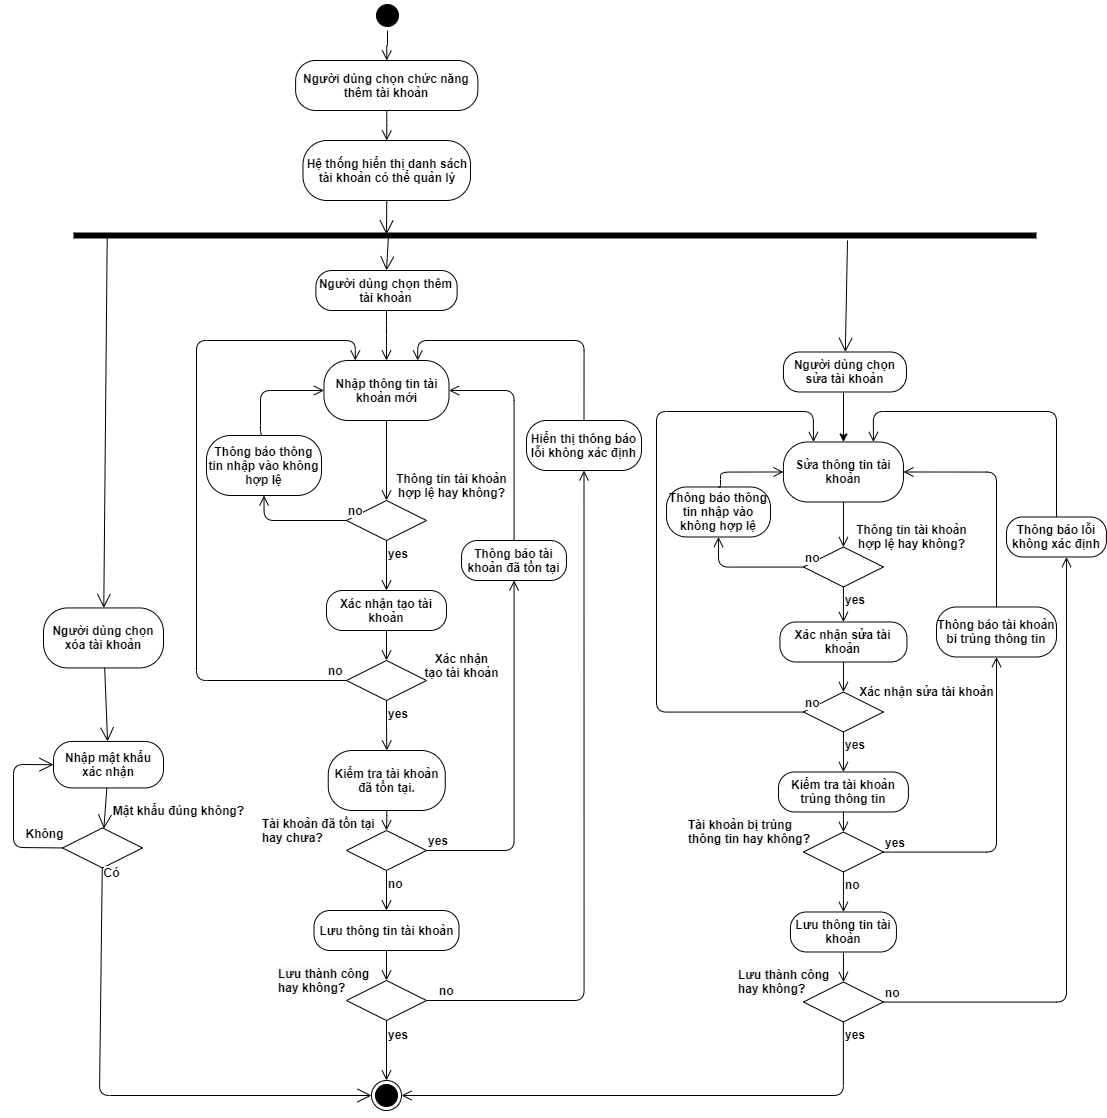 Người dùng chọn chức năng
thêm tài khoản
Hệ thống hiển thị danh sách
tài khoản có thể quản lý
Người dùng chọn thêm
tài khoản
Nhập thông tin tài
khoản mới
Thông báo thông
tin nhập vào không
hợp lệ
Thông tin tài khoản
hợp lệ hay không?
no
yes
Hiển thị thông báo
lỗi không xác định
Thông báo tài
khoản đã tồn tại
Xác nhận tạo tài
khoản
Xác nhận
tạo tài khoản
no
yes
Kiểm tra tài khoản
đã tồn tại.
Tài khoản đã tồn tại
hay chưa?
yes
no
Lưu thông tin tài khoản
Lưu thành công
hay không?
no
yes
Người dùng chọn
xóa tài khoản
Nhập mật khẩu
xác nhận
Mật khẩu đúng không?
Không
Có
Người dùng chọn
sửa tài khoản
Sửa thông tin tài
khoản
Thông báo thông
tin nhập vào
không hợp lệ
Thông tin tài khoản
hợp lệ hay không?
no
yes
Thông báo lỗi
không xác định
Thông báo tài khoản
bị trùng thông tin
Xác nhận sửa tài
khoản
Xác nhận sửa tài khoản
no
yes
Kiểm tra tài khoản
trùng thông tin
Tài khoản bị trùng
thông tin hay không?
yes
no
Lưu thông tin tài
khoản
Lưu thành công
hay không?
no
yes